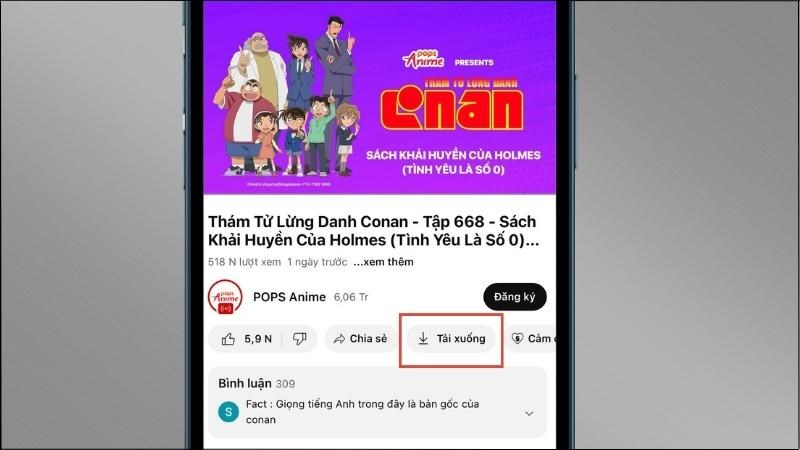 POPS
Anime
PRESENTS
THÁM TỬ LỪNG DANH
CONAN
SÁCH KHẢI HUYỀN CỦA HOLMES
(TÌNH YÊU LÀ SỐ 0)
Thám Tử Lừng Danh Conan - Tập 668 - Sách
Khải Huyền Của Holmes (Tình Yêu Là Số 0)...
518 N lượt xem 1 ngày trước ...xem thêm
POPS
Anime
POPS Anime 6,06 Tr
Đăng ký
5,9 N
Chia sẻ
Tải xuống
Cảm
Bình luận 309
S
Fact : Giọng tiếng Anh trong đây là bản gốc của
conan